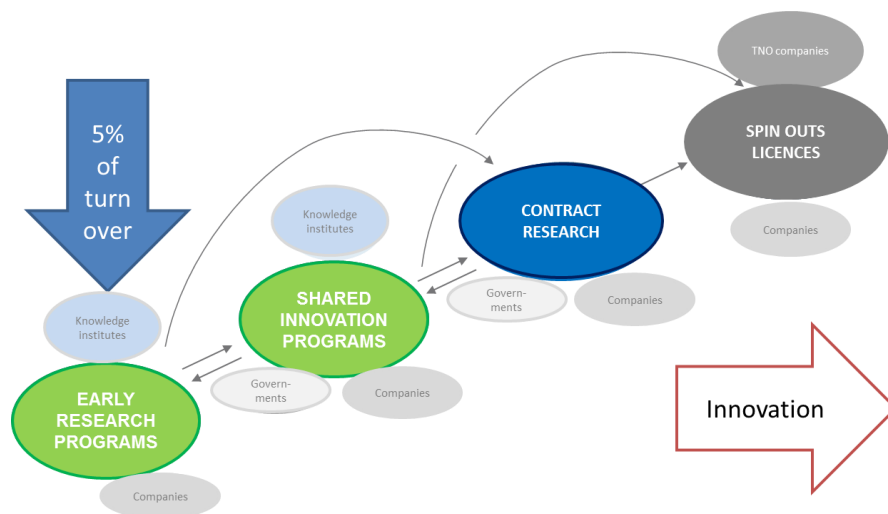 TNO companies
5%
of
turn
over
SPIN OUTS
LICENCES
Knowledge
institutes
CONTRACT
RESEARCH
Companies
Knowledge
institutes
SHARED
INNOVATION
PROGRAMS
Govern-
ments
Companies
EARLY
RESEARCH
PROGRAMS
Govern-
ments
Companies
Innovation
Companies